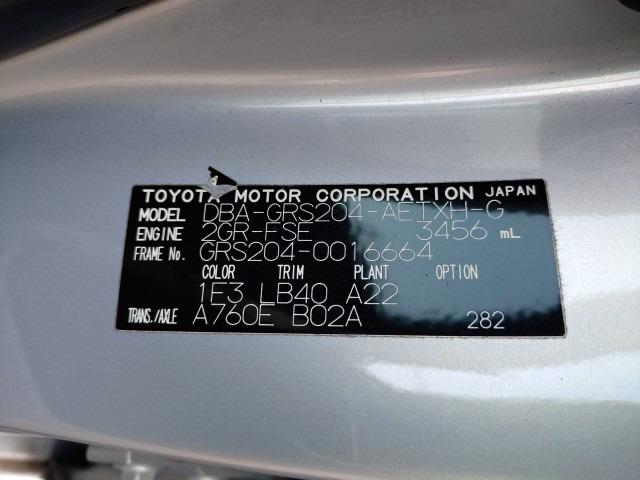 TOYOTA MOTOR CORPORATION JAPAN
MODEL DBA-GRS204-AETXH-G
ENGINE 2GR-FSE 3456 mL
FRAME No. GRS204-0016664
COLOR TRIM PLANT OPTION
1E3 LB40 A22
TRANS./AXLE A760E B02A 282